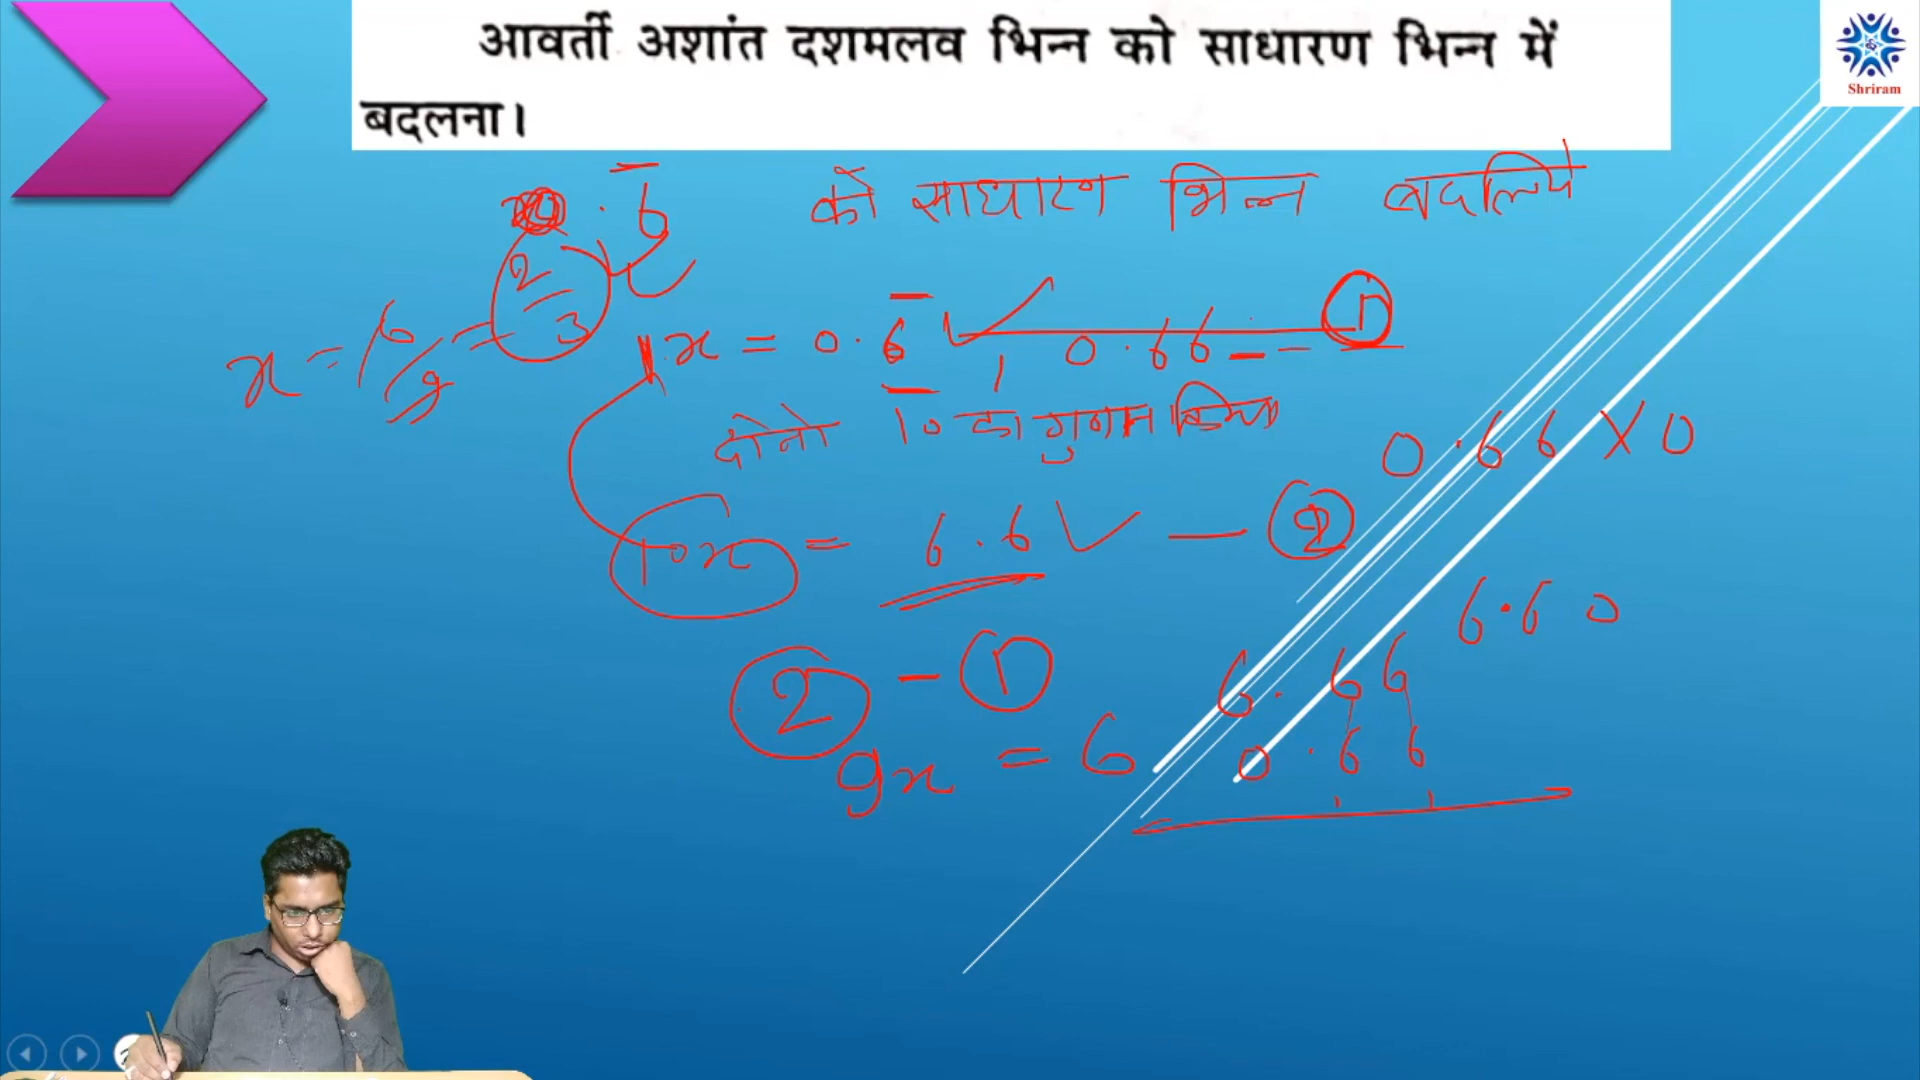 आवर्ती अशांत दशमलव भिन्न को साधारण भिन्न में
बदलना।
Shriram
. 6̅ को साधारण भिन्न बदलिये
x = 6/9 = 2/3
x = 0.6̅ 0.66 -- 1
दोनो 10 का गुणा किया
0.66 X 0
10x = 6.6 — 2
6.60
2 - 1
6.66
9x = 6
0.66